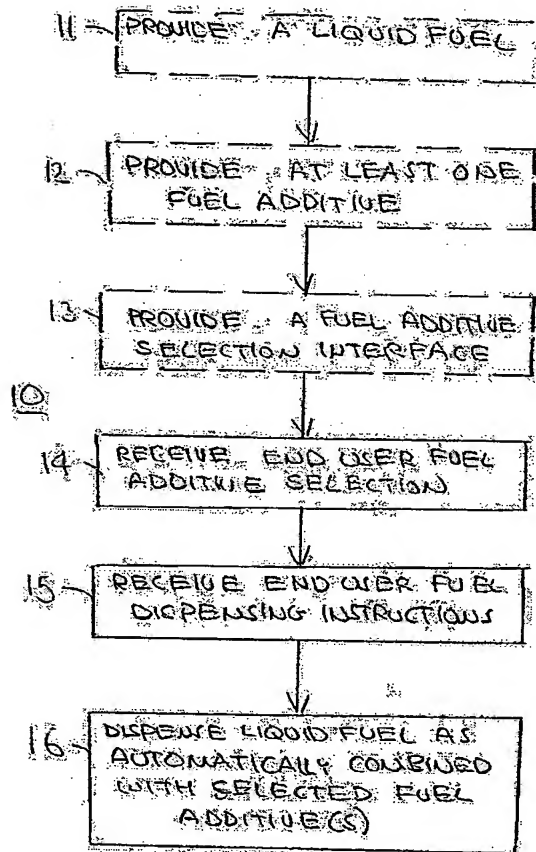 11 PROVIDE A LIQUID FUEL
12 PROVIDE AT LEAST ONE
FUEL ADDITIVE
13 PROVIDE A FUEL ADDITIVE
SELECTION INTERFACE
10
14 RECEIVE END USER FUEL
ADDITIVE SELECTION
15 RECEIVE END USER FUEL
DISPENSING INSTRUCTIONS
16 DISPENSE LIQUID FUEL AS
AUTOMATICALLY COMBINED
WITH SELECTED FUEL
ADDITIVE(S)